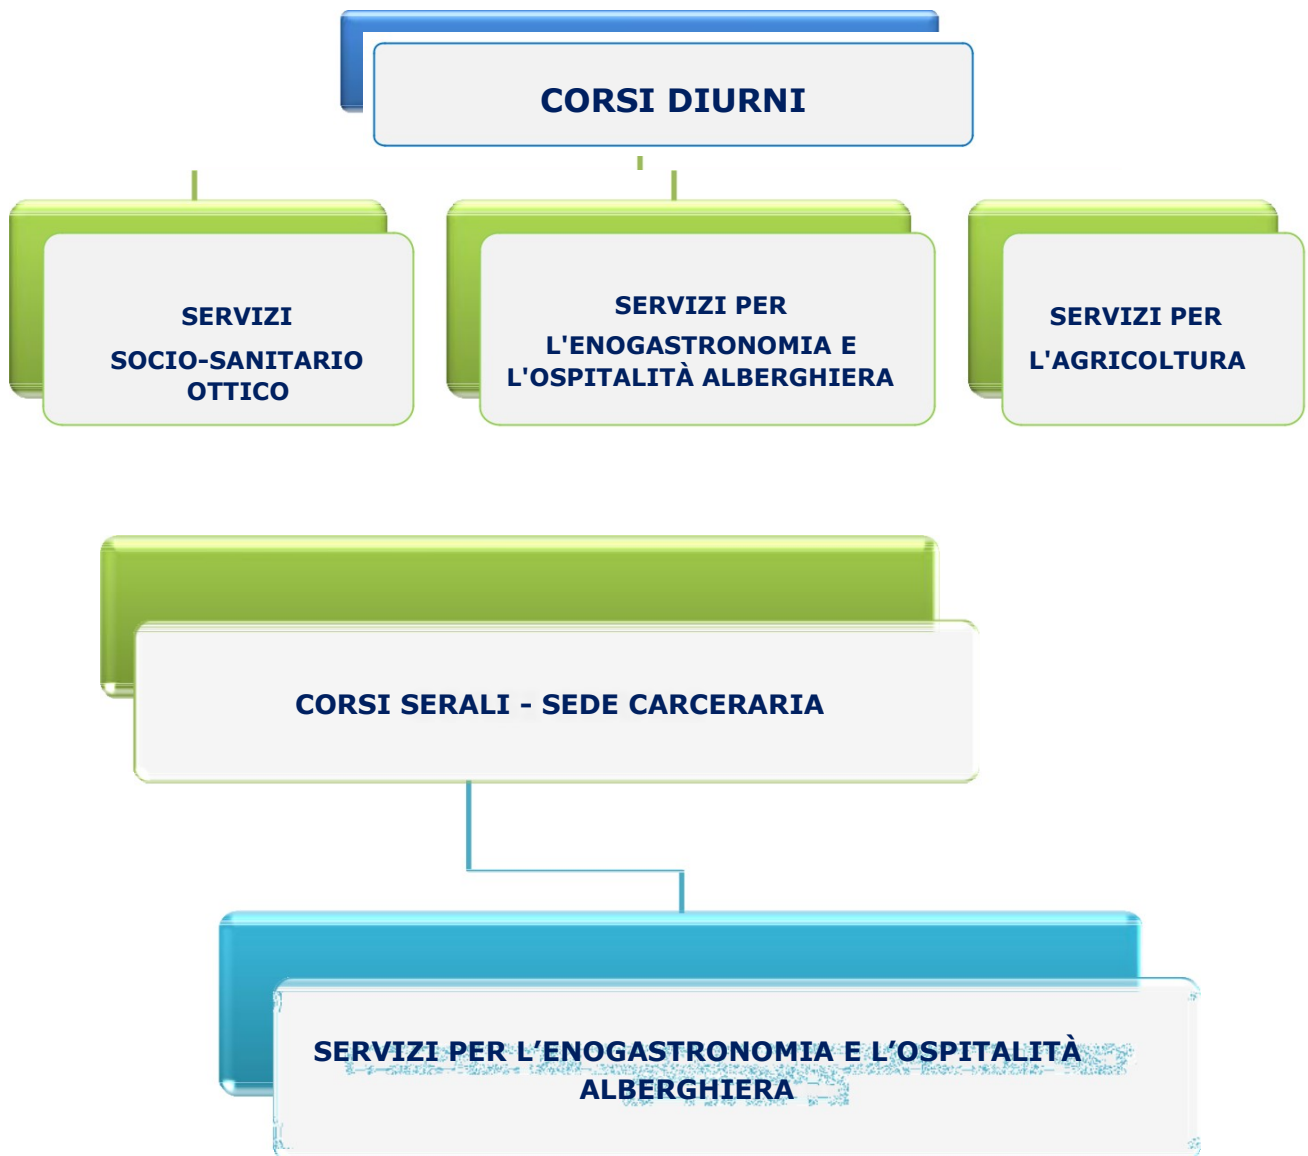 CORSI DIURNI
SERVIZI
SOCIO-SANITARIO
OTTICO
SERVIZI PER
L'ENOGASTRONOMIA E
L'OSPITALITÀ ALBERGHIERA
SERVIZI PER
L'AGRICOLTURA
CORSI SERALI - SEDE CARCERARIA
SERVIZI PER L’ENOGASTRONOMIA E L’OSPITALITÀ
ALBERGHIERA